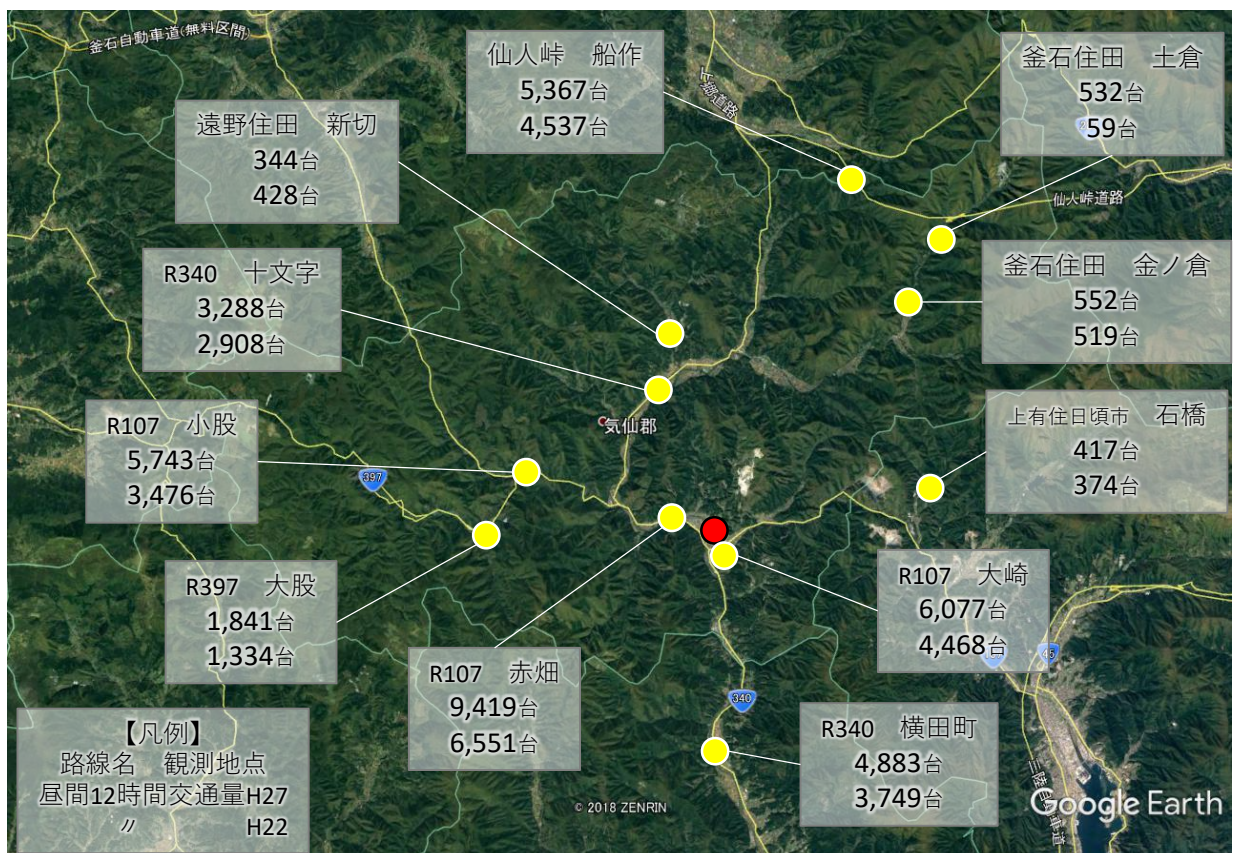 釜石自動車道(無料区間)
仙人峠　船作
5,367台
4,537台
釜石住田　土倉
532台
59台
遠野住田　新切
344台
428台
仙人峠道路
釜石住田　金ノ倉
552台
519台
R340　十文字
3,288台
2,908台
上有住日頃市　石橋
417台
374台
R107　小股
5,743台
3,476台
気仙郡
397
R107　大崎
6,077台
4,468台
R397　大股
1,841台
1,334台
R107　赤畑
9,419台
6,551台
45
340
R340　横田町
4,883台
3,749台
【凡例】
路線名　観測地点
昼間12時間交通量H27
〃　H22
© 2018 ZENRIN
三陸自動車道
Google Earth